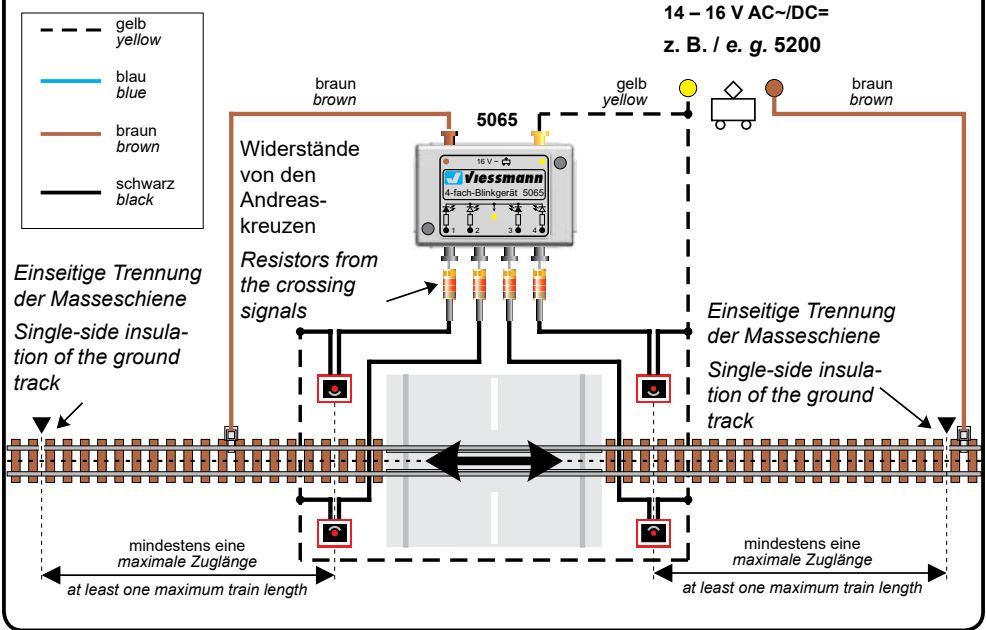 gelb
yellow
blau
blue
braun
brown
schwarz
black
14 – 16 V AC~/DC=
z. B. / e. g. 5200
braun
brown
5065
gelb
yellow
braun
brown
Widerstände
von den
Andreas-
kreuzen
Resistors from
the crossing
signals
16 V ~
Viessmann
4-fach-Blinkgerät 5065
1 2 3 4
Einseitige Trennung
der Masseschiene
Single-side insula-
tion of the ground
track
Einseitige Trennung
der Masseschiene
Single-side insula-
tion of the ground
track
mindestens eine
maximale Zuglänge
at least one maximum train length
mindestens eine
maximale Zuglänge
at least one maximum train length